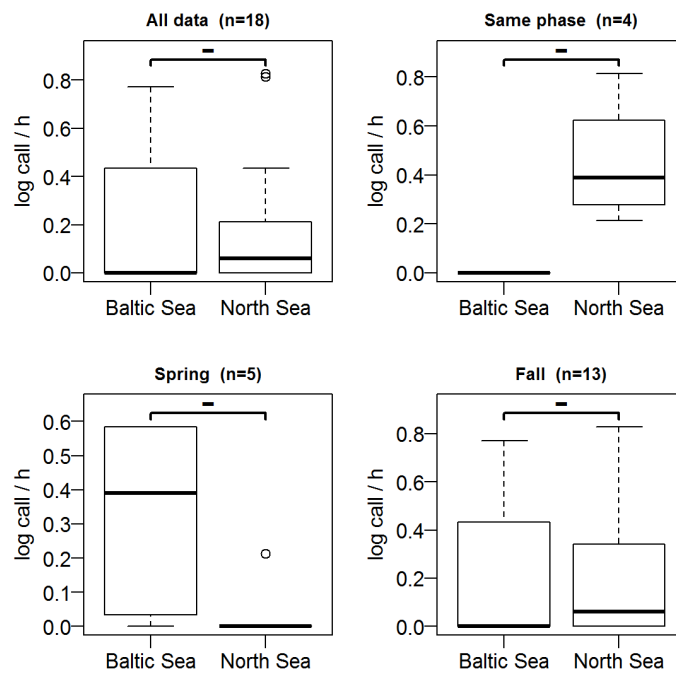 All data (n=18)
log call / h
0.8
0.6
0.4
0.2
0.0
Baltic Sea North Sea
Same phase (n=4)
log call / h
0.8
0.6
0.4
0.2
0.0
Baltic Sea North Sea
Spring (n=5)
log call / h
0.6
0.5
0.4
0.3
0.2
0.1
0.0
Baltic Sea North Sea
Fall (n=13)
log call / h
0.8
0.6
0.4
0.2
0.0
Baltic Sea North Sea